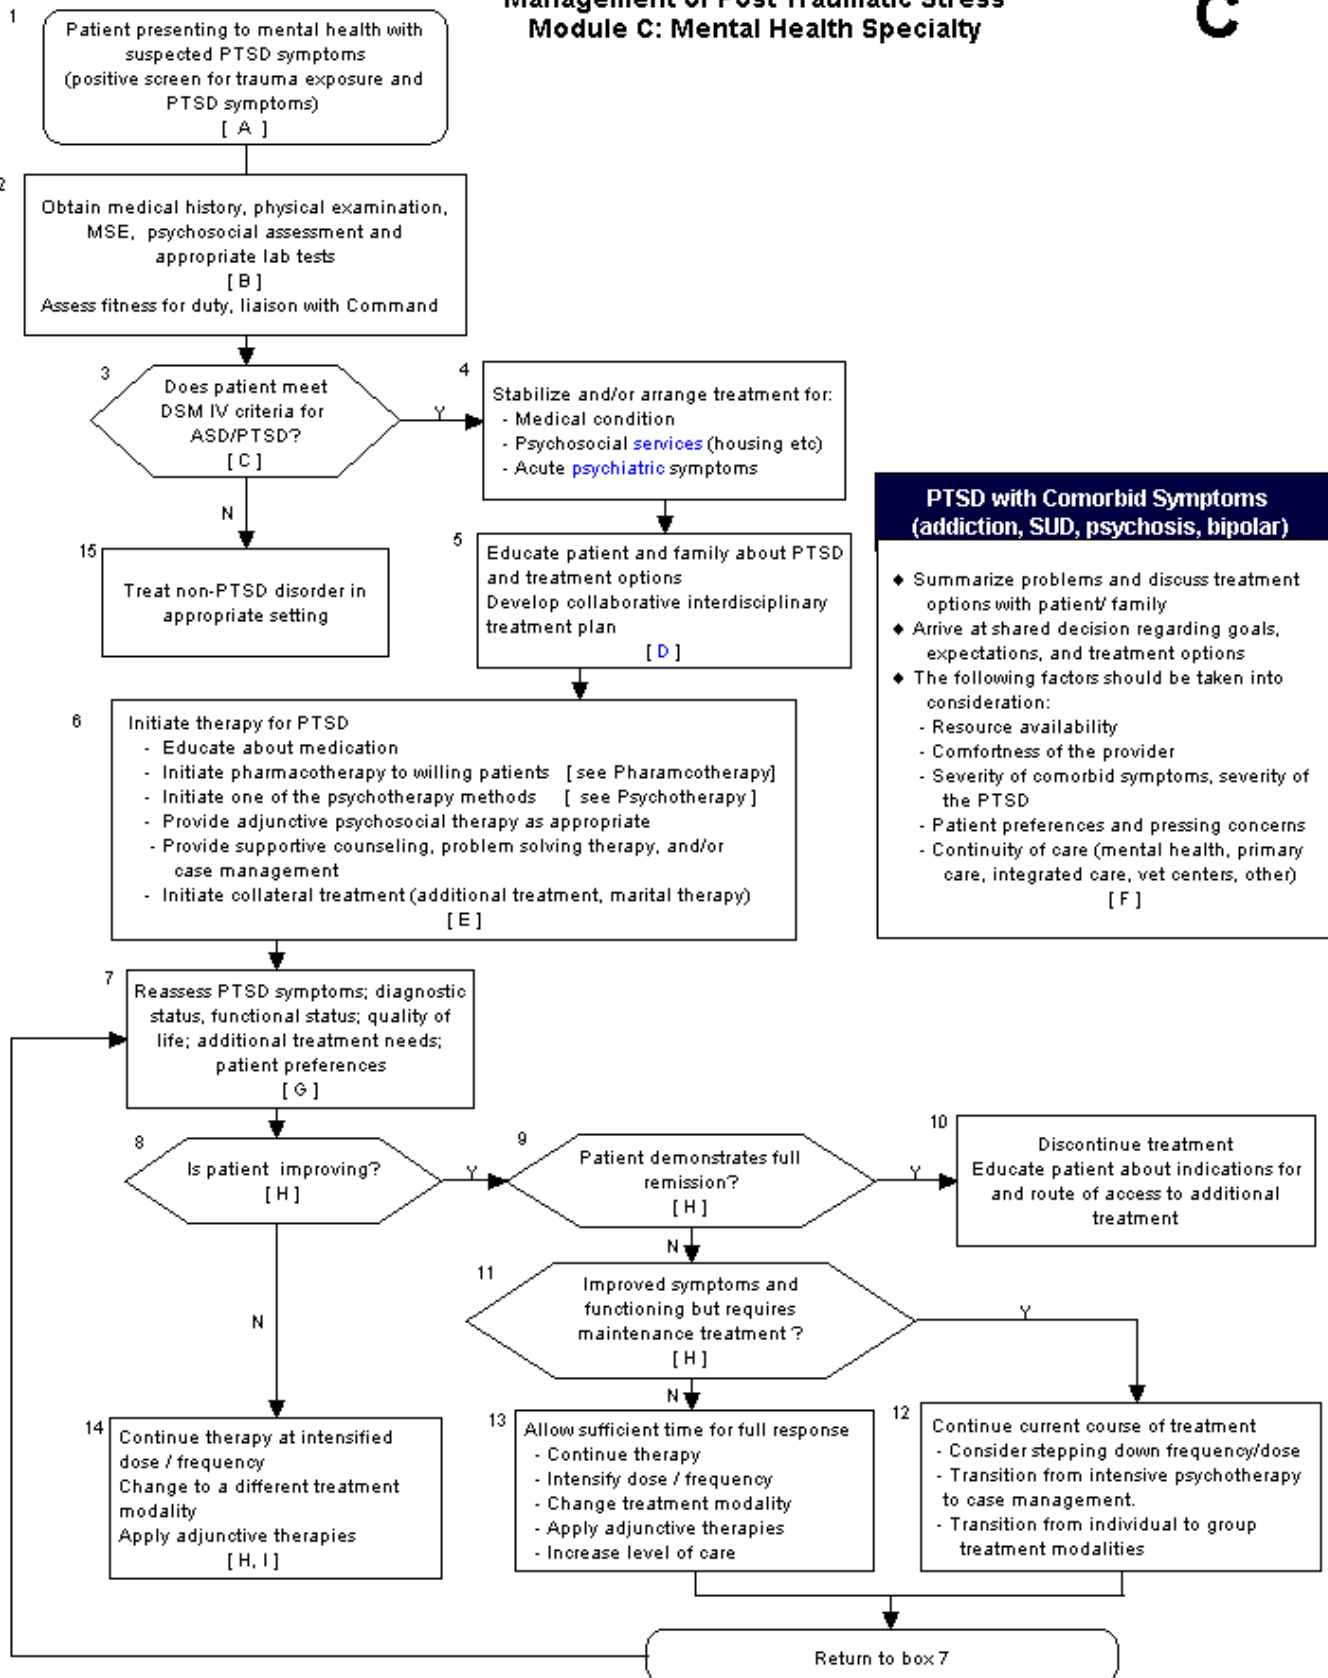 Management of Post Traumatic Stress
Module C: Mental Health Specialty
C
1
Patient presenting to mental health with
suspected PTSD symptoms
(positive screen for trauma exposure and
PTSD symptoms)
[ A ]
2
Obtain medical history, physical examination,
MSE, psychosocial assessment and
appropriate lab tests
[ B ]
Assess fitness for duty, liaison with Command
3
Does patient meet
DSM IV criteria for
ASD/PTSD?
[ C ]
Y
N
4
Stabilize and/or arrange treatment for:
- Medical condition
- Psychosocial services (housing etc)
- Acute psychiatric symptoms
15
Treat non-PTSD disorder in
appropriate setting
5
Educate patient and family about PTSD
and treatment options
Develop collaborative interdisciplinary
treatment plan
[ D ]
PTSD with Comorbid Symptoms
(addiction, SUD, psychosis, bipolar)
♦ Summarize problems and discuss treatment
options with patient/ family
♦ Arrive at shared decision regarding goals,
expectations, and treatment options
♦ The following factors should be taken into
consideration:
- Resource availability
- Comfortness of the provider
- Severity of comorbid symptoms, severity of
the PTSD
- Patient preferences and pressing concerns
- Continuity of care (mental health, primary
care, integrated care, vet centers, other)
[ F ]
6
Initiate therapy for PTSD
- Educate about medication
- Initiate pharmacotherapy to willing patients [ see Pharamcotherapy]
- Initiate one of the psychotherapy methods [ see Psychotherapy ]
- Provide adjunctive psychosocial therapy as appropriate
- Provide supportive counseling, problem solving therapy, and/or
case management
- Initiate collateral treatment (additional treatment, marital therapy)
[ E ]
7
Reassess PTSD symptoms; diagnostic
status, functional status; quality of
life; additional treatment needs;
patient preferences
[ G ]
8
Is patient improving?
[ H ]
Y
N
9
Patient demonstrates full
remission?
[ H ]
Y
N
10
Discontinue treatment
Educate patient about indications for
and route of access to additional
treatment
11
Improved symptoms and
functioning but requires
maintenance treatment ?
[ H ]
Y
N
14
Continue therapy at intensified
dose / frequency
Change to a different treatment
modality
Apply adjunctive therapies
[ H, I ]
13
Allow sufficient time for full response
- Continue therapy
- Intensify dose / frequency
- Change treatment modality
- Apply adjunctive therapies
- Increase level of care
12
Continue current course of treatment
- Consider stepping down frequency/dose
- Transition from intensive psychotherapy
to case management.
- Transition from individual to group
treatment modalities
Return to box 7